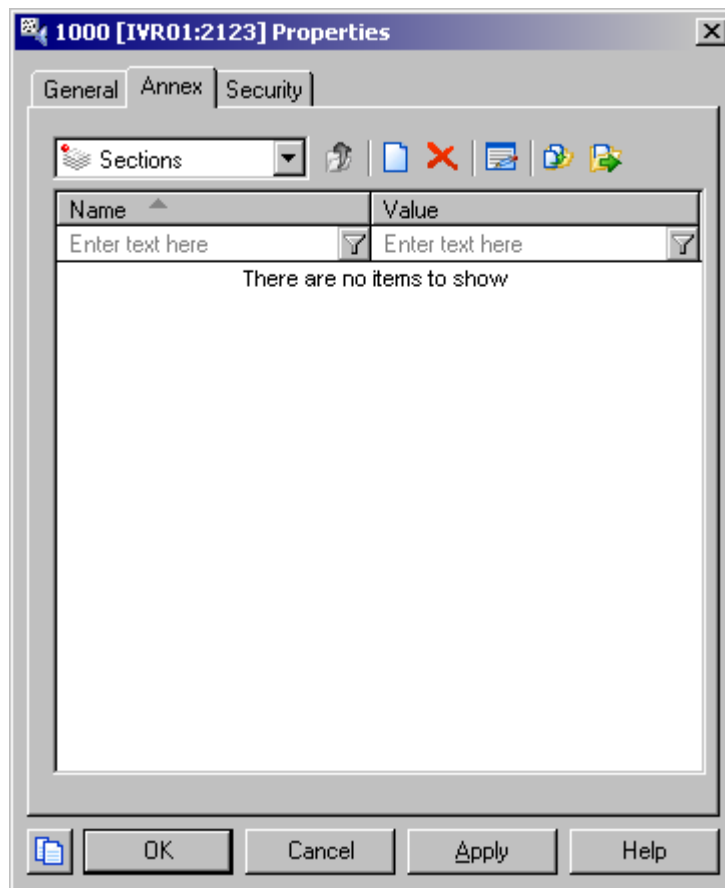 1000 [IVR01:2123] Properties
General Annex Security
Sections
Name Value
Enter text here Enter text here
There are no items to show
OK Cancel Apply Help